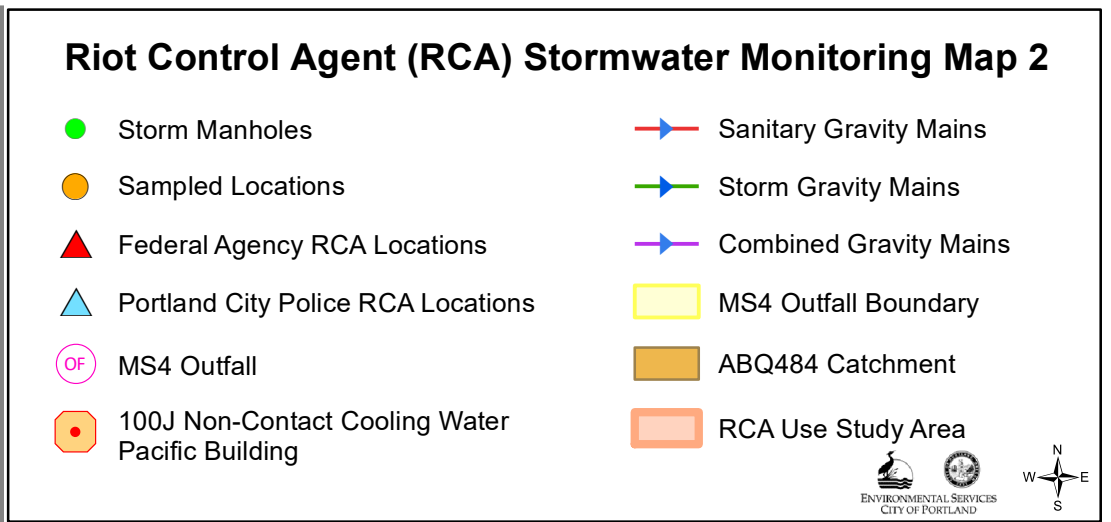 Riot Control Agent (RCA) Stormwater Monitoring Map 2
Storm Manholes
Sampled Locations
Federal Agency RCA Locations
Portland City Police RCA Locations
OF
MS4 Outfall
100J Non-Contact Cooling Water
Pacific Building
Sanitary Gravity Mains
Storm Gravity Mains
Combined Gravity Mains
MS4 Outfall Boundary
ABQ484 Catchment
RCA Use Study Area
ENVIRONMENTAL SERVICES
CITY OF PORTLAND
N
W E
S